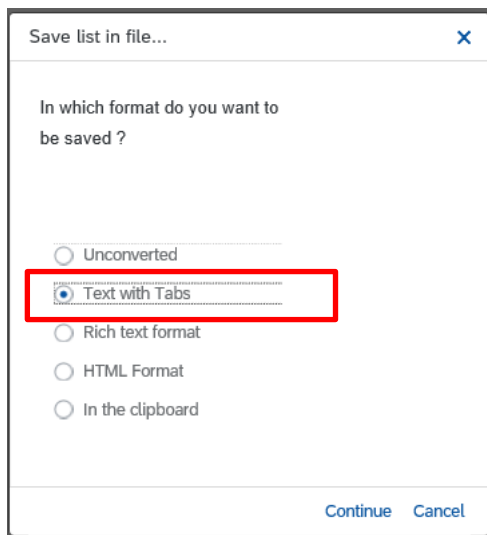 Save list in file...
In which format do you want to
be saved ?
Unconverted
Text with Tabs
Rich text format
HTML Format
In the clipboard
Continue Cancel